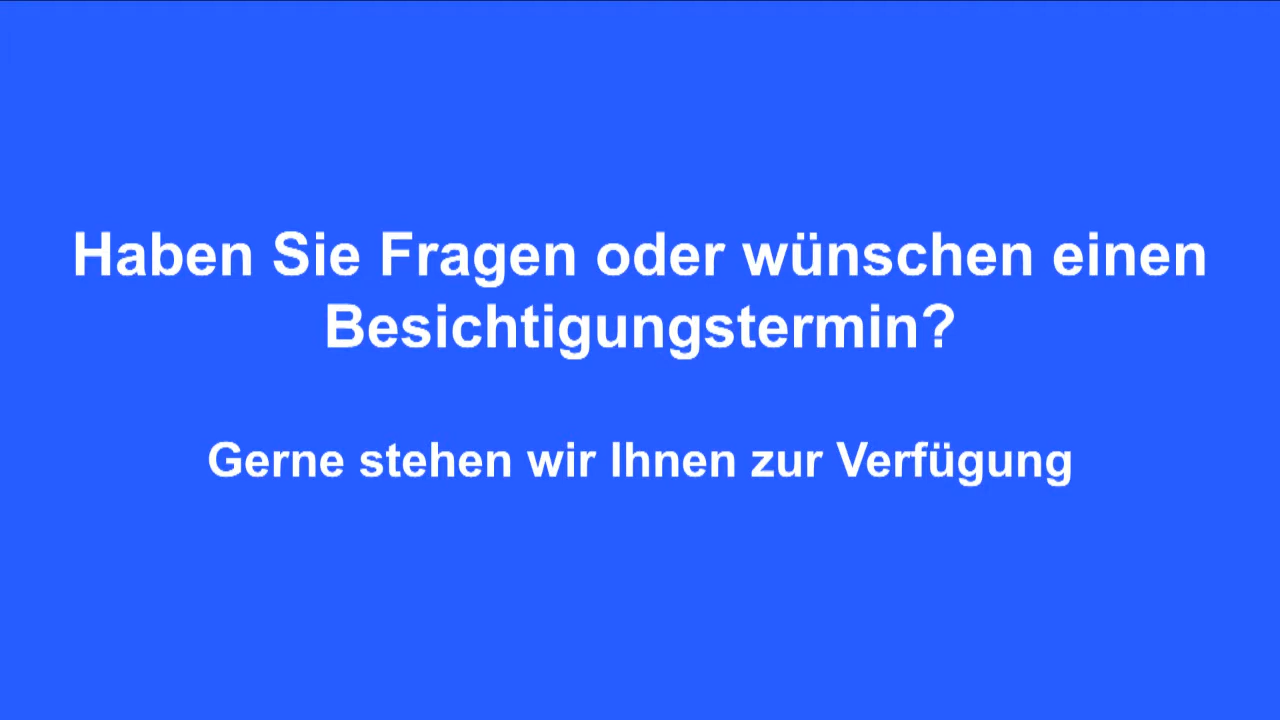 Haben Sie Fragen oder wünschen einen
Besichtigungstermin?
Gerne stehen wir Ihnen zur Verfügung